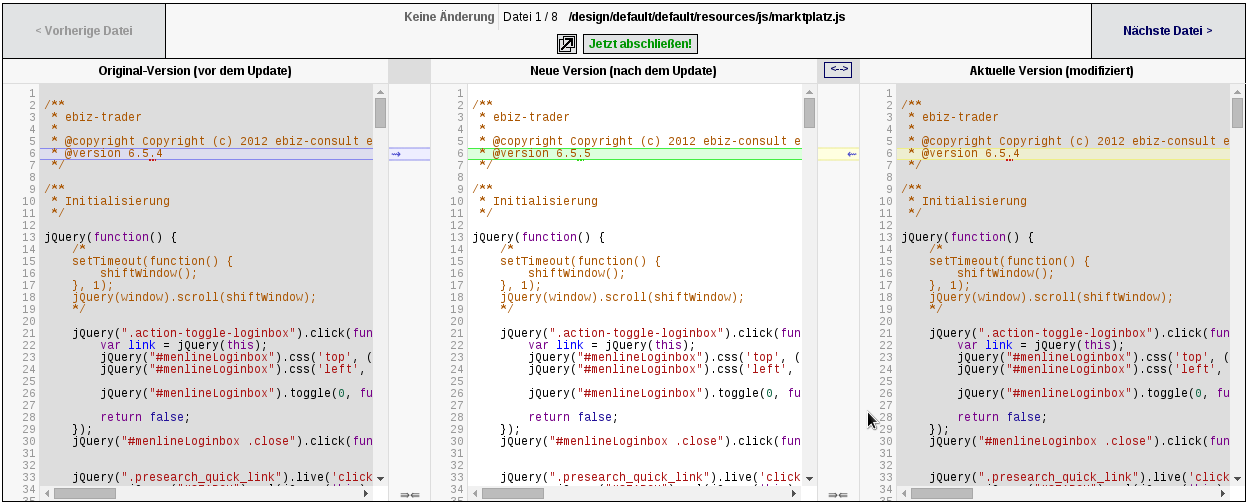 < Vorherige Datei
Keine Änderung Datei 1 / 8 /design/default/default/resources/js/marktplatz.js
Jetzt abschließen!
Nächste Datei >
Original-Version (vor dem Update)
1
2 /**
3 * ebiz-trader
4 *
5 * @copyright Copyright (c) 2012 ebiz-consult e
6 * @version 6.5.4
7 */
8
9 /**
10 * Initialisierung
11 */
12
13 jQuery(function() {
14 /*
15 setTimeout(function() {
16 shiftWindow();
17 }, 1);
18 jQuery(window).scroll(shiftWindow);
19 */
20
21 jQuery(".action-toggle-loginbox").click(fun
22 var link = jQuery(this);
23 jQuery("#menlineLoginbox").css('top', (
24 jQuery("#menlineLoginbox").css('left',
25
26 jQuery("#menlineLoginbox").toggle(0, fu
27
28 return false;
29 });
30 jQuery("#menlineLoginbox .close").click(fun
31
32
33 jQuery(".presearch_quick_link").live('click
34
Neue Version (nach dem Update)
1
2 /**
3 * ebiz-trader
4 *
5 * @copyright Copyright (c) 2012 ebiz-consult e
6 * @version 6.5.5
7 */
8
9 /**
10 * Initialisierung
11 */
12
13 jQuery(function() {
14 /*
15 setTimeout(function() {
16 shiftWindow();
17 }, 1);
18 jQuery(window).scroll(shiftWindow);
19 */
20
21 jQuery(".action-toggle-loginbox").click(fun
22 var link = jQuery(this);
23 jQuery("#menlineLoginbox").css('top', (
24 jQuery("#menlineLoginbox").css('left',
25
26 jQuery("#menlineLoginbox").toggle(0, fu
27
28 return false;
29 });
30 jQuery("#menlineLoginbox .close").click(fun
31
32
33 jQuery(".presearch_quick_link").live('click
34
<-->
Aktuelle Version (modifiziert)
1
2 /**
3 * ebiz-trader
4 *
5 * @copyright Copyright (c) 2012 ebiz-consult e
6 * @version 6.5.4
7 */
8
9 /**
10 * Initialisierung
11 */
12
13 jQuery(function() {
14 /*
15 setTimeout(function() {
16 shiftWindow();
17 }, 1);
18 jQuery(window).scroll(shiftWindow);
19 */
20
21 jQuery(".action-toggle-loginbox").click(fun
22 var link = jQuery(this);
23 jQuery("#menlineLoginbox").css('top', (
24 jQuery("#menlineLoginbox").css('left',
25
26 jQuery("#menlineLoginbox").toggle(0, fu
27
28 return false;
29 });
30 jQuery("#menlineLoginbox .close").click(fun
31
32
33 jQuery(".presearch_quick_link").live('click
34